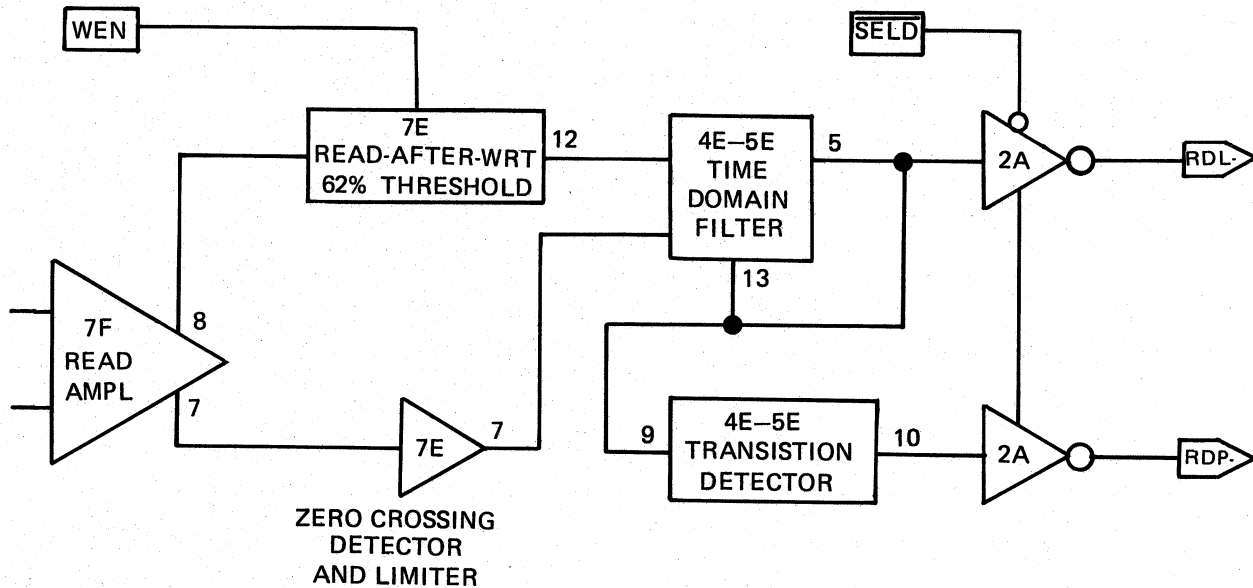 WEN
SELD
7E
READ-AFTER-WRT
62% THRESHOLD
12
4E–5E
TIME
DOMAIN
FILTER
5
13
2A
RDL-
7F
READ
AMPL
8
7
7E
7
ZERO CROSSING
DETECTOR
AND LIMITER
9
4E–5E
TRANSISTION
DETECTOR
10
2A
RDP-